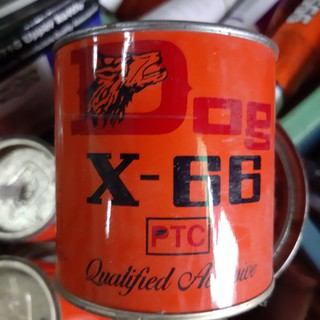 Dog
X-66
PTC
Qualified